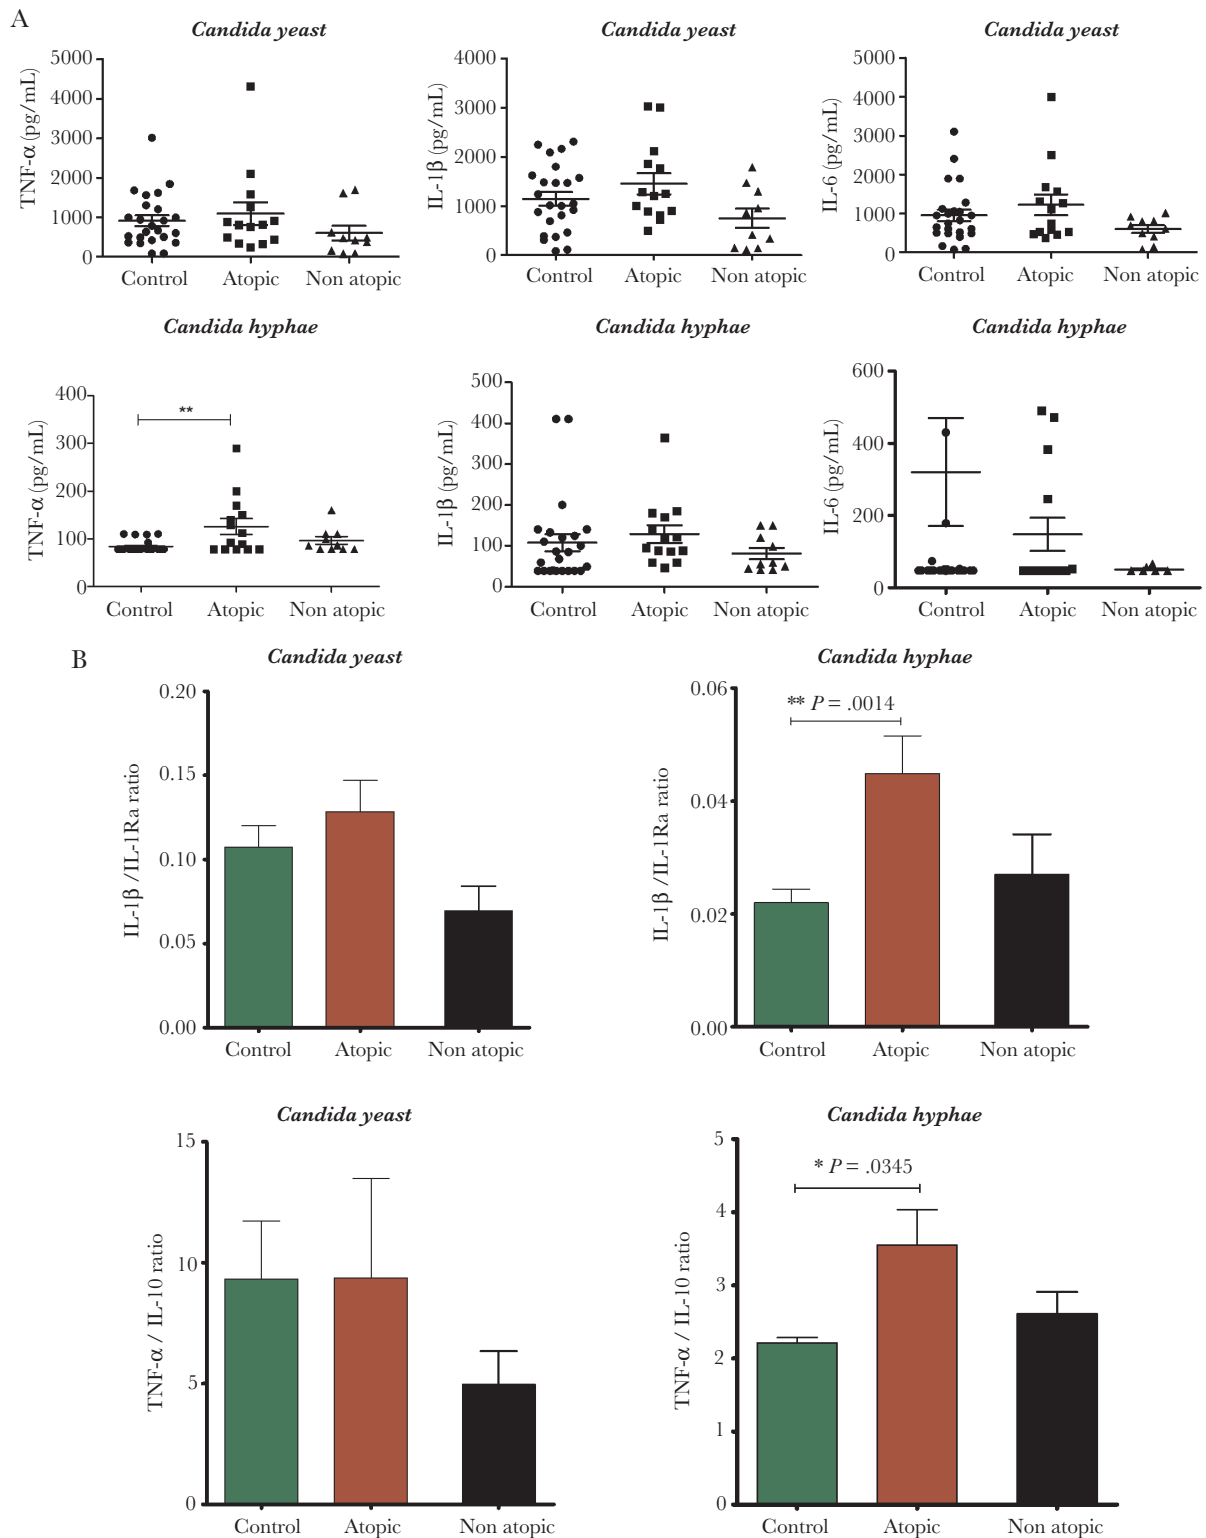 A
Candida yeast
TNF-α (pg/mL)
5000
4000
3000
2000
1000
0
Control Atopic Non atopic
Candida yeast
IL-1β (pg/mL)
4000
3000
2000
1000
0
Control Atopic Non atopic
Candida yeast
IL-6 (pg/mL)
5000
4000
3000
2000
1000
0
Control Atopic Non atopic
Candida hyphae
TNF-α (pg/mL)
400
300
200
100
0
**
Control Atopic Non atopic
Candida hyphae
IL-1β (pg/mL)
500
400
300
200
100
0
Control Atopic Non atopic
Candida hyphae
IL-6 (pg/mL)
600
400
200
0
Control Atopic Non atopic
B
Candida yeast
IL-1β /IL-1Ra ratio
0.20
0.15
0.10
0.05
0.00
Control Atopic Non atopic
Candida hyphae
IL-1β /IL-1Ra ratio
0.06
0.04
0.02
0.00
** P = .0014
Control Atopic Non atopic
Candida yeast
TNF-α / IL-10 ratio
15
10
5
0
Control Atopic Non atopic
Candida hyphae
TNF-α / IL-10 ratio
5
4
3
2
1
0
* P = .0345
Control Atopic Non atopic